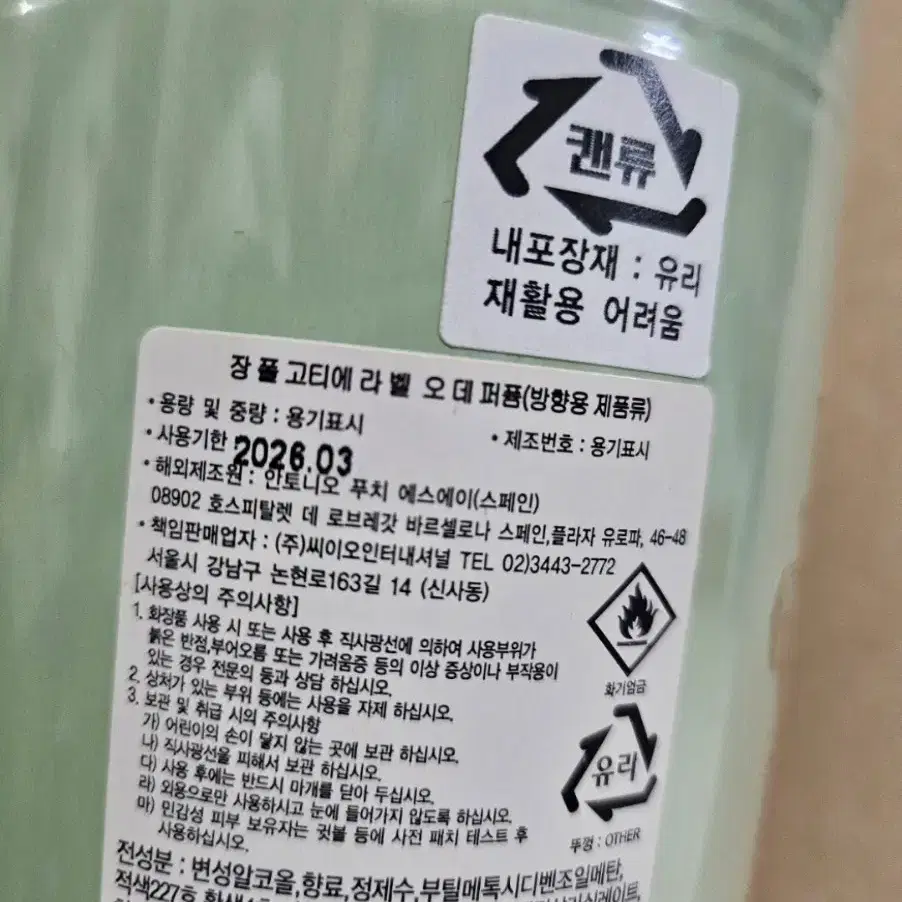 캔류
내포장재 : 유리
재활용 어려움
장 폴 고티에 라 벨 오 데 퍼퓸(방향용 제품류)
• 용량 및 중량 : 용기표시
• 제조번호 : 용기표시
• 사용기한 2026.03
• 해외제조원 : 안토니오 푸치 에스에이(스페인)
08902 호스피탈렛 데 로브레갓 바르셀로나 스페인,플라자 유로파, 46-48
• 책임판매업자 : (주)씨이오인터내셔널 TEL 02)3443-2772
서울시 강남구 논현로163길 14 (신사동)
[사용상의 주의사항]
1. 화장품 사용 시 또는 사용 후 직사광선에 의하여 사용부위가
붉은 반점,부어오름 또는 가려움증 등의 이상 증상이나 부작용이
있는 경우 전문의 등과 상담 하십시오.
2. 상처가 있는 부위 등에는 사용을 자제 하십시오.
3. 보관 및 취급 시의 주의사항
가) 어린이의 손이 닿지 않는 곳에 보관 하십시오.
나) 직사광선을 피해서 보관 하십시오.
다) 사용 후에는 반드시 마개를 닫아 두십시오.
라) 외용으로만 사용하시고 눈에 들어가지 않도록 하십시오.
마) 민감성 피부 보유자는 귓볼 등에 사전 패치 테스트 후
사용하십시오.
화기엄금
유리
뚜껑 : OTHER
전성분 : 변성알코올,향료,정제수,부틸메톡시디벤조일메탄,
적색227호